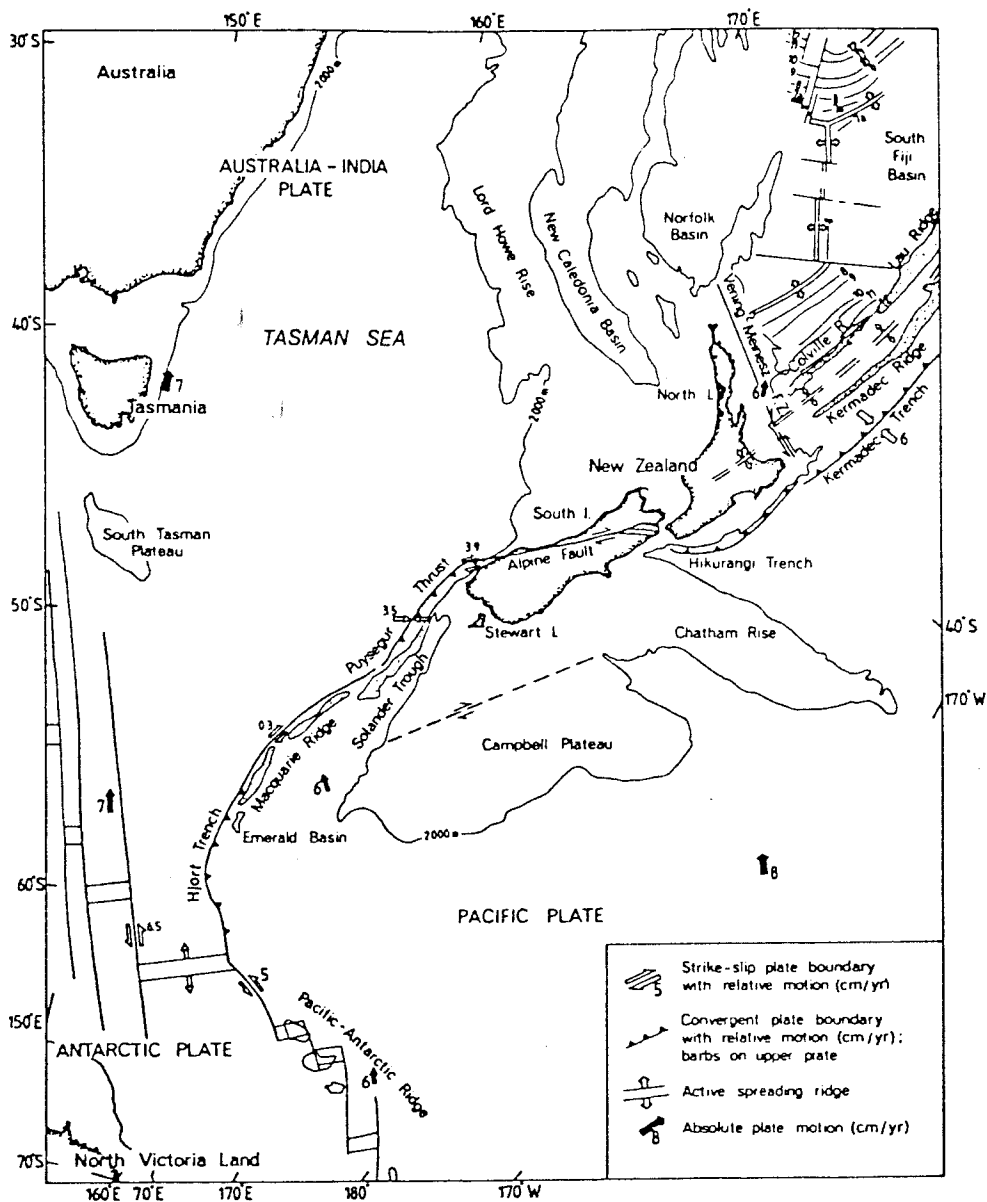 150°E
160°E
170°E
30°S
Australia
2000 m
AUSTRALIA – INDIA
PLATE
South
Fiji
Basin
Lord Howe Rise
New Caledonia Basin
Norfolk
Basin
Lau Ridge
Vening Meinesz
F.Z.
Colville R.
Kermadec Ridge
Kermadec Trench
40°S
TASMAN SEA
7
Tasmania
2000 m
North I.
6
6
New Zealand
South I.
South Tasman
Plateau
3.9
Alpine Fault
Hikurangi Trench
Puysegur Thrust
3.5
50°S
Stewart I.
Chatham Rise
40°S
Solander Trough
170°W
0.3
Macquarie Ridge
Campbell Plateau
7
6
Hjort Trench
Emerald Basin
2000 m
60°S
8
PACIFIC PLATE
6.5
5
150°E
ANTARCTIC PLATE
Pacific-Antarctic Ridge
6
North Victoria Land
70°S
160°E
70°E
170°E
180°E
170°W
Strike-slip plate boundary
with relative motion (cm/yr)
5
Convergent plate boundary
with relative motion (cm/yr);
barbs on upper plate
Active spreading ridge
Absolute plate motion (cm/yr)
8